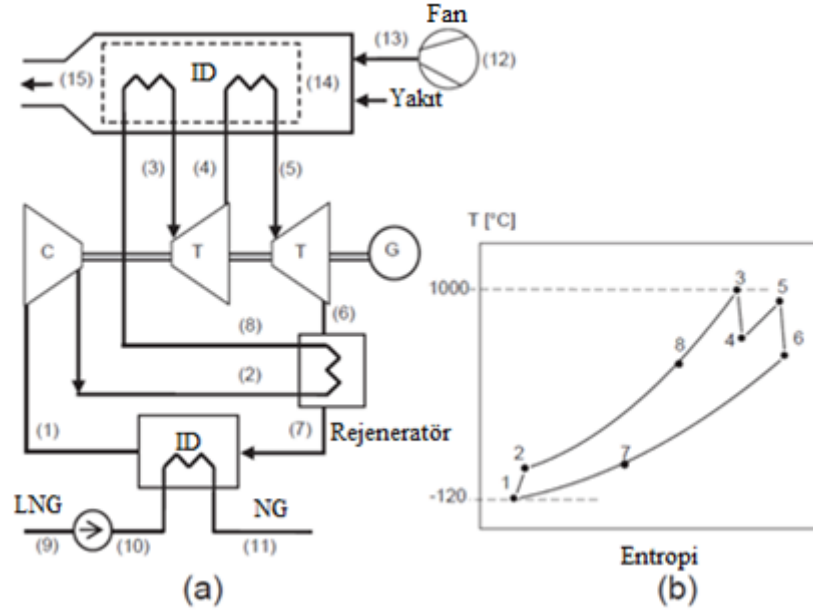 Fan
(13)
(12)
(15)
ID
(14)
Yakıt
(3)
(4)
(5)
C
T
T
G
(8)
(6)
(2)
(1)
ID
(7)
Rejeneratör
LNG
NG
(9)
(10)
(11)
(a)
T [°C]
1000
3
5
4
6
8
2
7
1
-120
Entropi
(b)